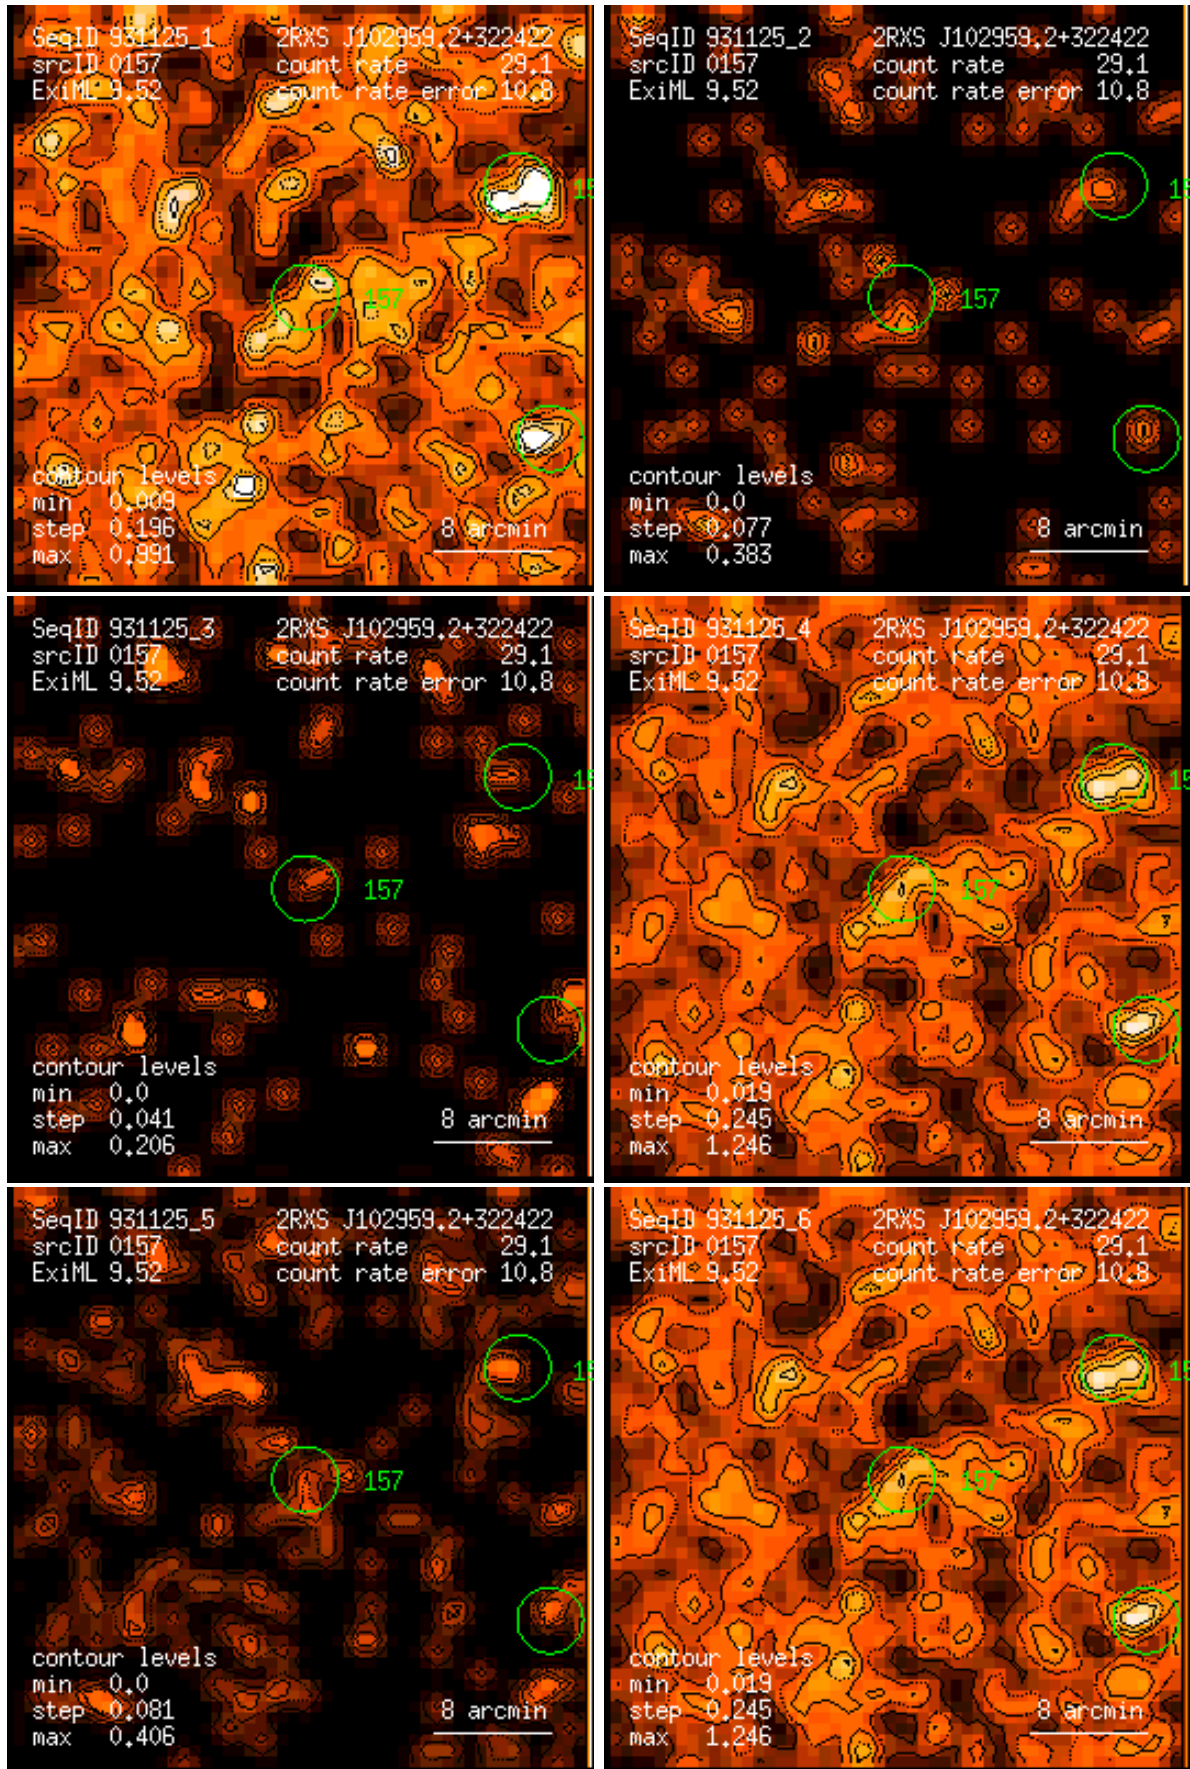 SeqID 931125_1 2RXS J102959.2+322422
srcID 0157 count rate 29.1
ExiML 9.52 count rate error 10.8
15
157
contour levels
min 0.009
step 0.196
max 0.991
8 arcmin
SeqID 931125_2 2RXS J102959.2+322422
srcID 0157 count rate 29.1
ExiML 9.52 count rate error 10.8
15
157
contour levels
min 0.0
step 0.077
max 0.383
8 arcmin
SeqID 931125_3 2RXS J102959.2+322422
srcID 0157 count rate 29.1
ExiML 9.52 count rate error 10.8
15
157
contour levels
min 0.0
step 0.041
max 0.206
8 arcmin
SeqID 931125_4 2RXS J102959.2+322422
srcID 0157 count rate 29.1
ExiML 9.52 count rate error 10.8
15
157
contour levels
min 0.019
step 0.245
max 1.246
8 arcmin
SeqID 931125_5 2RXS J102959.2+322422
srcID 0157 count rate 29.1
ExiML 9.52 count rate error 10.8
15
157
contour levels
min 0.0
step 0.081
max 0.406
8 arcmin
SeqID 931125_6 2RXS J102959.2+322422
srcID 0157 count rate 29.1
ExiML 9.52 count rate error 10.8
15
157
contour levels
min 0.019
step 0.245
max 1.246
8 arcmin